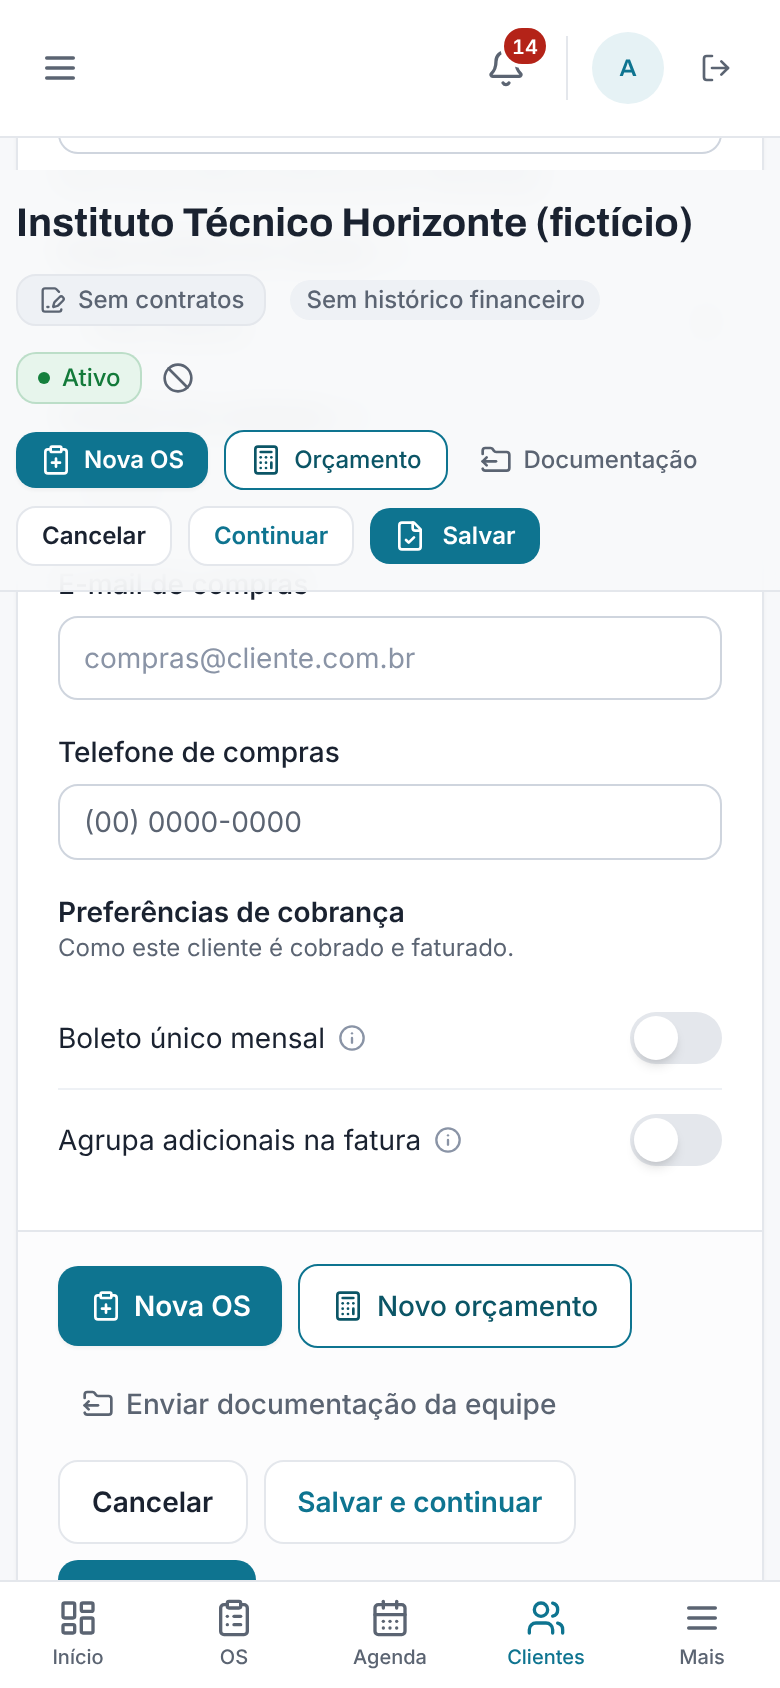 14
A
Instituto Técnico Horizonte (fictício)
Sem contratos
Sem histórico financeiro
Ativo
Nova OS
Orçamento
Documentação
Cancelar
Continuar
Salvar
E-mail de compras
compras@cliente.com.br
Telefone de compras
(00) 0000-0000
Preferências de cobrança
Como este cliente é cobrado e faturado.
Boleto único mensal
Agrupa adicionais na fatura
Nova OS
Novo orçamento
Enviar documentação da equipe
Cancelar
Salvar e continuar
Início
OS
Agenda
Clientes
Mais